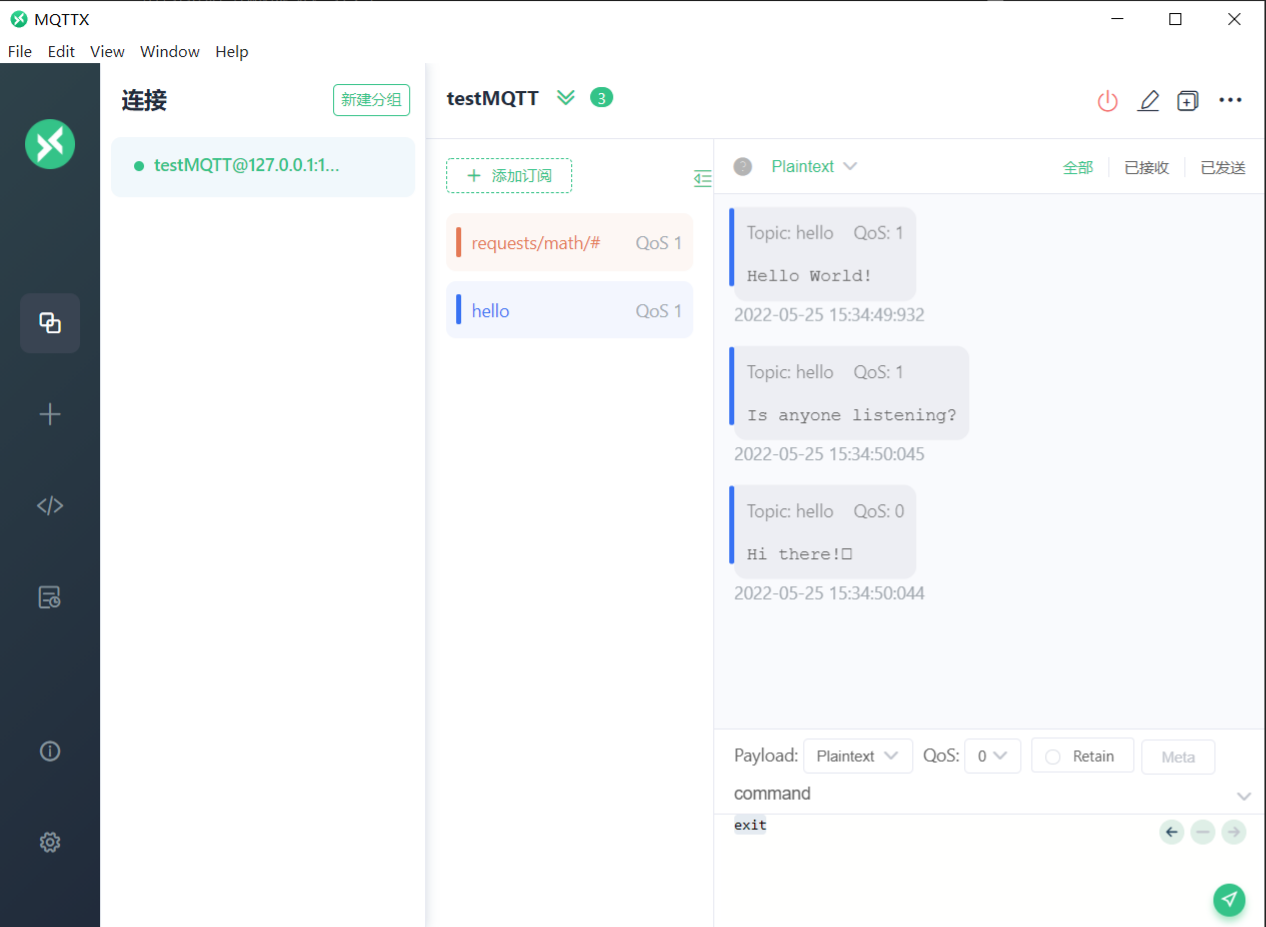 MQTTX
File Edit View Window Help
连接
新建分组
testMQTT@127.0.0.1:1...
testMQTT 3
添加订阅
requests/math/# QoS 1
hello QoS 1
Plaintext
全部 已接收 已发送
Topic: hello QoS: 1
Hello World!
2022-05-25 15:34:49:932
Topic: hello QoS: 1
Is anyone listening?
2022-05-25 15:34:50:045
Topic: hello QoS: 0
Hi there!□
2022-05-25 15:34:50:044
Payload: Plaintext QoS: 0 Retain Meta
command
exit